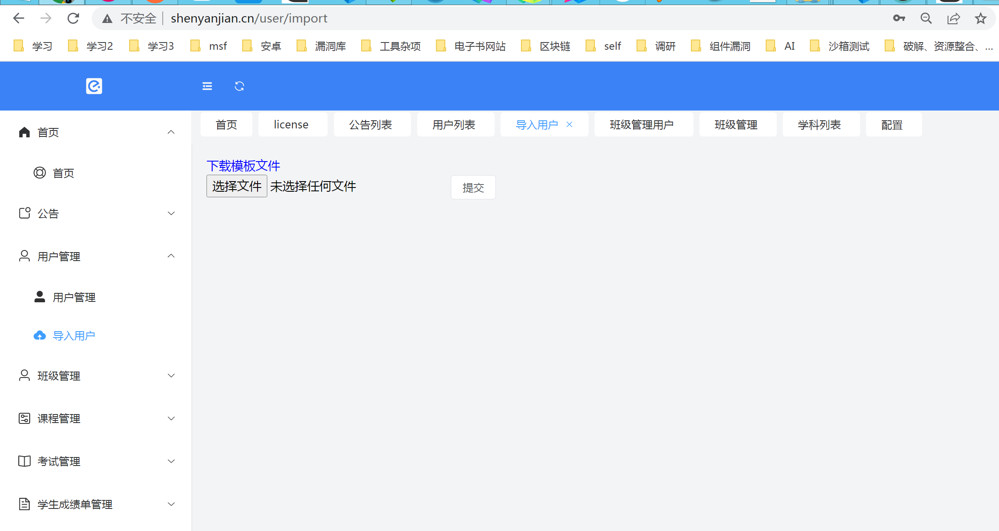 不安全 shenyanjian.cn/user/import
学习 学习2 学习3 msf 安卓 漏洞库 工具杂项 电子书网站 区块链 self 调研 组件漏洞 AI 沙箱测试 破解、资源整合、...
首页 license 公告列表 用户列表 导入用户 班级管理用户 班级管理 学科列表 配置
首页
首页
公告
用户管理
用户管理
导入用户
班级管理
课程管理
考试管理
学生成绩单管理
下载模板文件
选择文件 未选择任何文件 提交